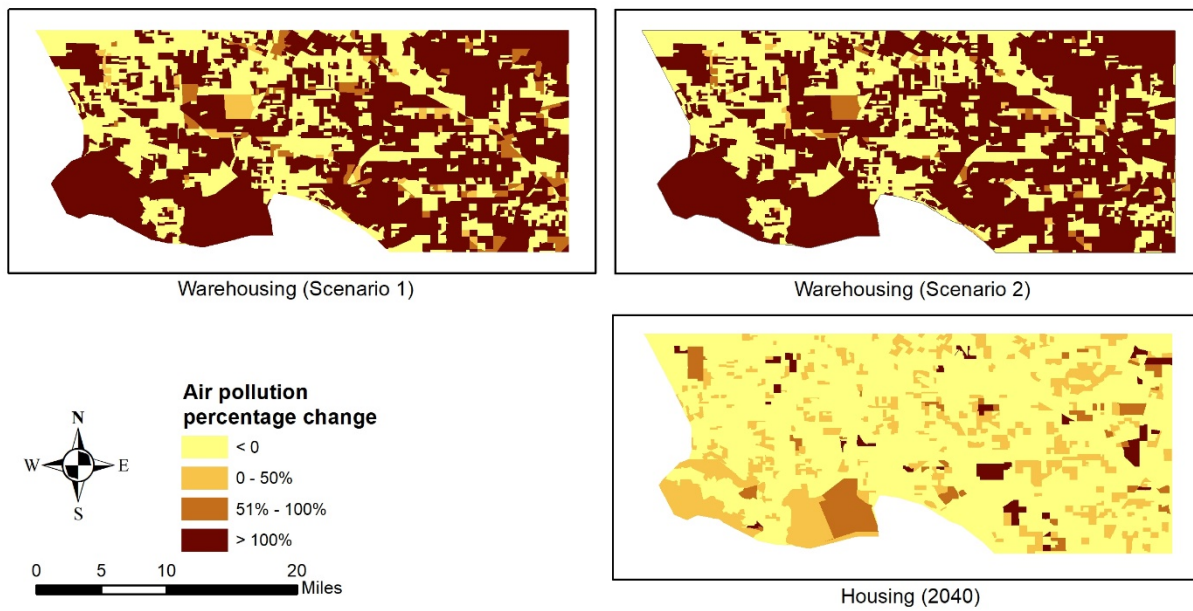 Warehousing (Scenario 1)
Warehousing (Scenario 2)
Air pollution
percentage change
< 0
0 - 50%
51% - 100%
> 100%
N
W E
S
0 5 10 20
Miles
Housing (2040)